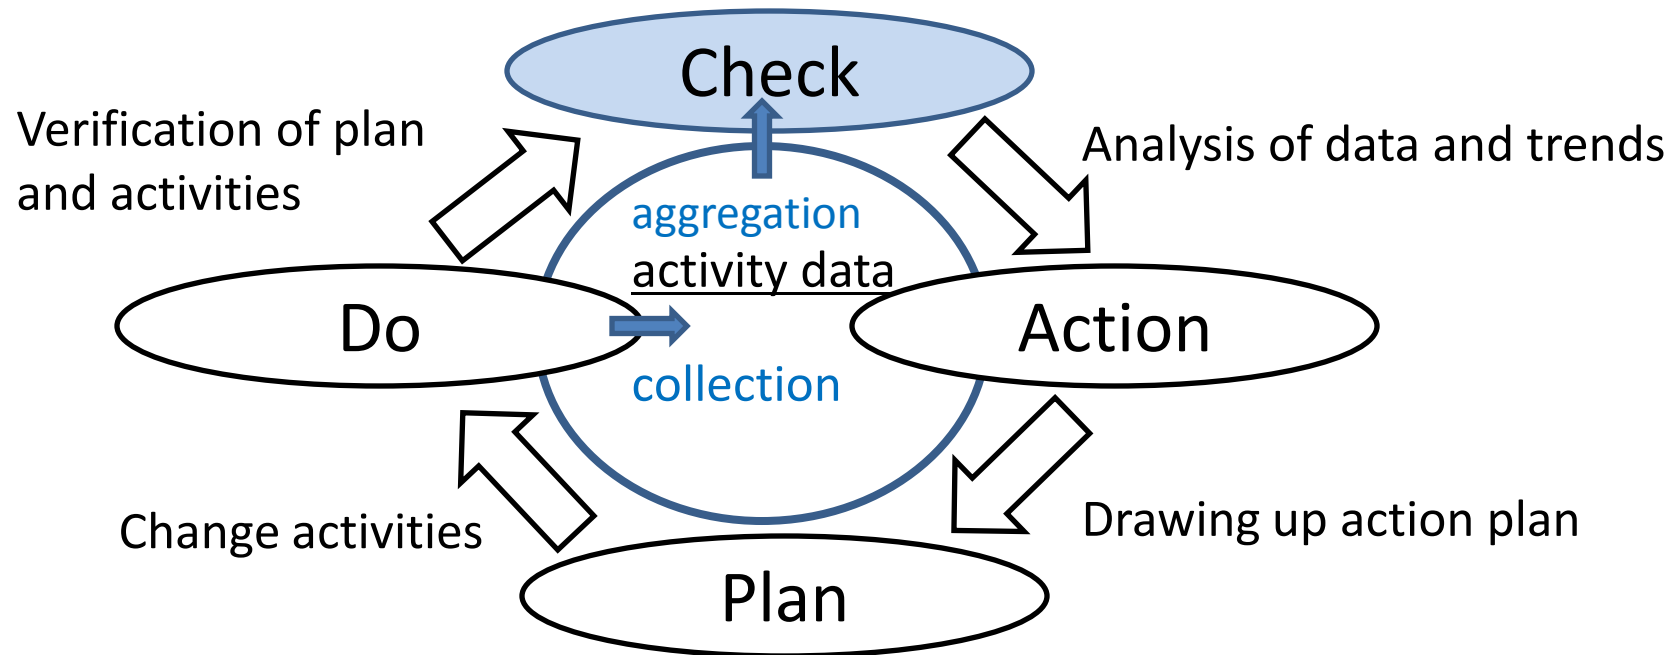 Check
Verification of plan
and activities
Analysis of data and trends
aggregation
activity data
Do
Action
collection
Change activities
Drawing up action plan
Plan